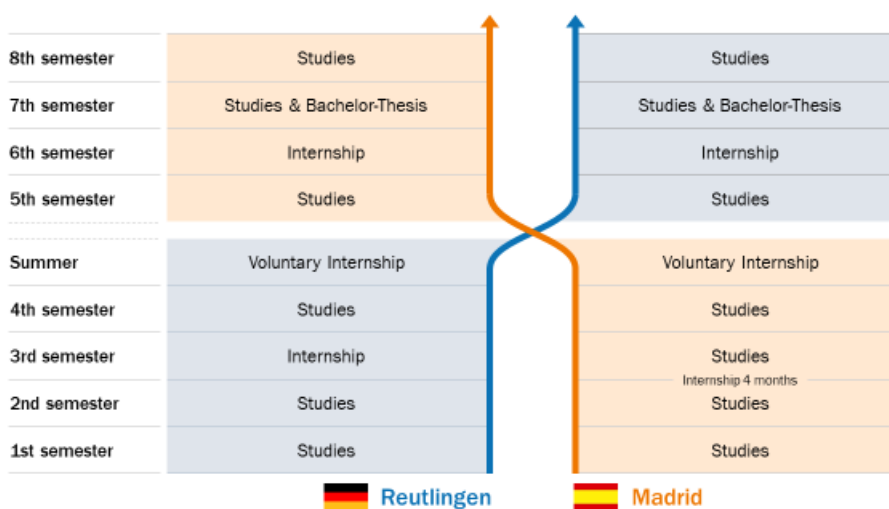 8th semester Studies Studies
7th semester Studies & Bachelor-Thesis Studies & Bachelor-Thesis
6th semester Internship Internship
5th semester Studies Studies
Summer Voluntary Internship Voluntary Internship
4th semester Studies Studies
3rd semester Internship Studies
Internship 4 months
2nd semester Studies Studies
1st semester Studies Studies
Reutlingen Madrid